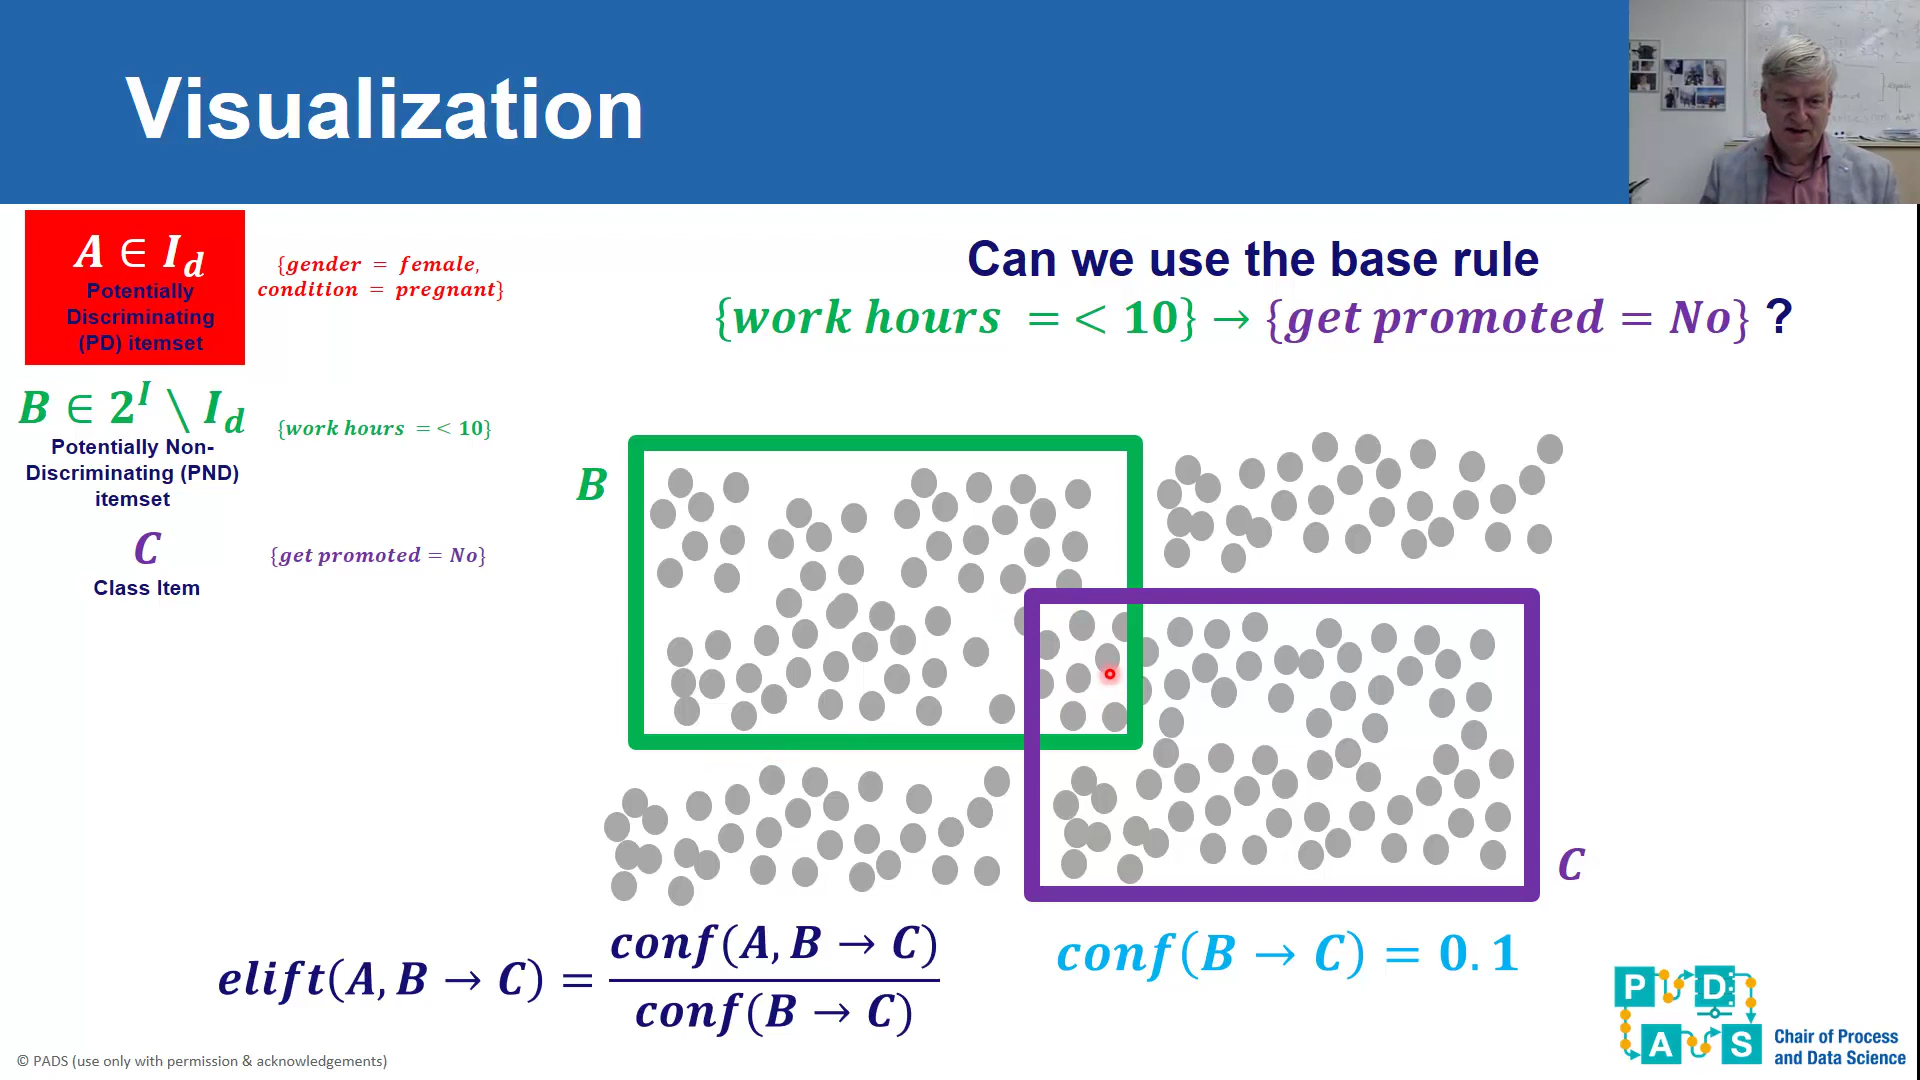 Visualization
A ∈ I_d
Potentially
Discriminating
(PD) itemset
{gender = female,
condition = pregnant}
B ∈ 2^I \ I_d
Potentially Non-
Discriminating (PND)
itemset
{work hours =< 10}
C
Class Item
{get promoted = No}
Can we use the base rule
{work hours =< 10} → {get promoted = No} ?
B
C
elift(A, B → C) = conf(A, B → C) / conf(B → C)
conf(B → C) = 0.1
P D
A S
Chair of Process
and Data Science
© PADS (use only with permission & acknowledgements)